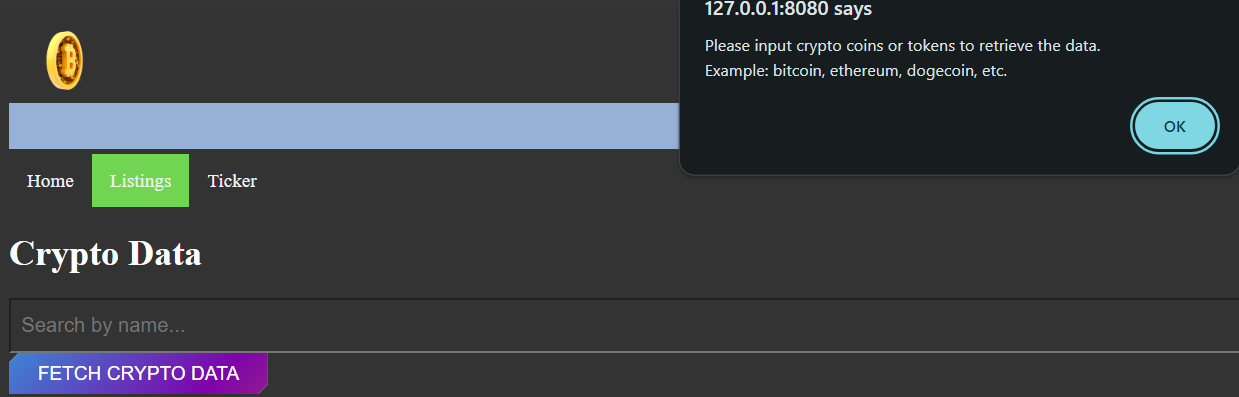 127.0.0.1:8080 says
Please input crypto coins or tokens to retrieve the data.
Example: bitcoin, ethereum, dogecoin, etc.
OK
Home Listings Ticker
Crypto Data
Search by name...
FETCH CRYPTO DATA